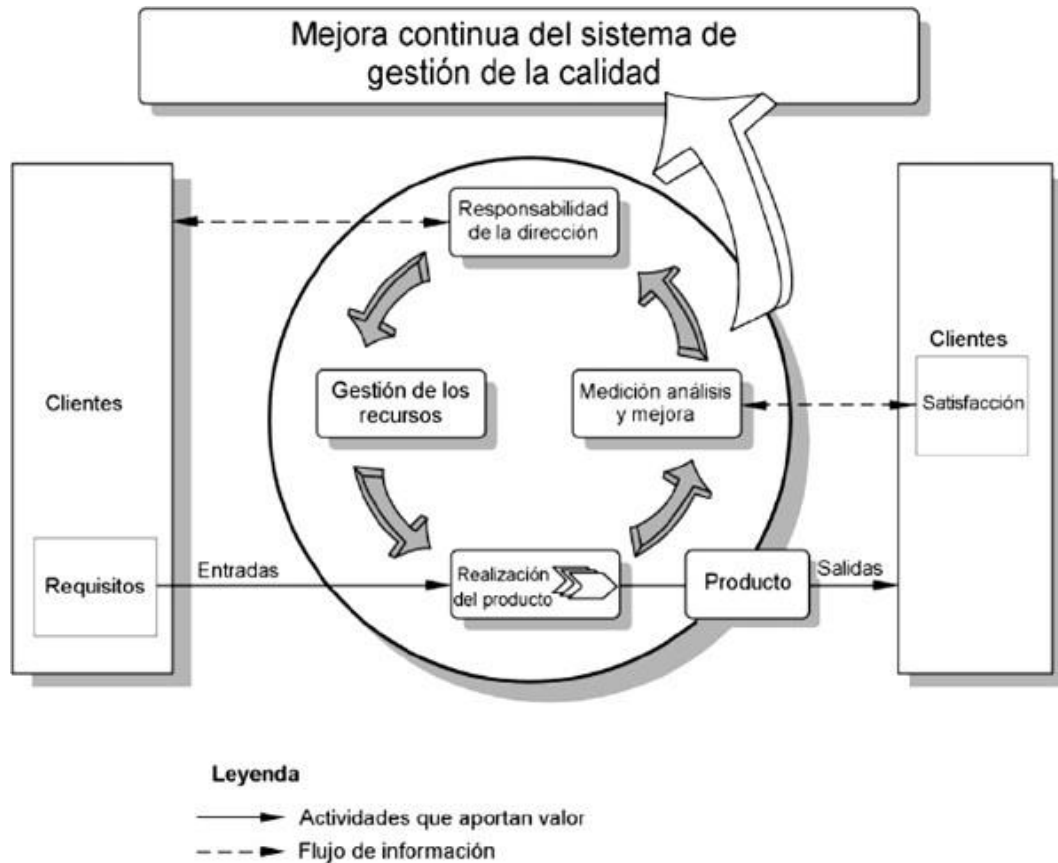 Mejora continua del sistema de
gestión de la calidad
Responsabilidad
de la dirección
Clientes
Gestión de los
recursos
Medición análisis
y mejora
Clientes
Satisfacción
Requisitos
Entradas
Realización
del producto
Producto
Salidas
Leyenda
Actividades que aportan valor
Flujo de información